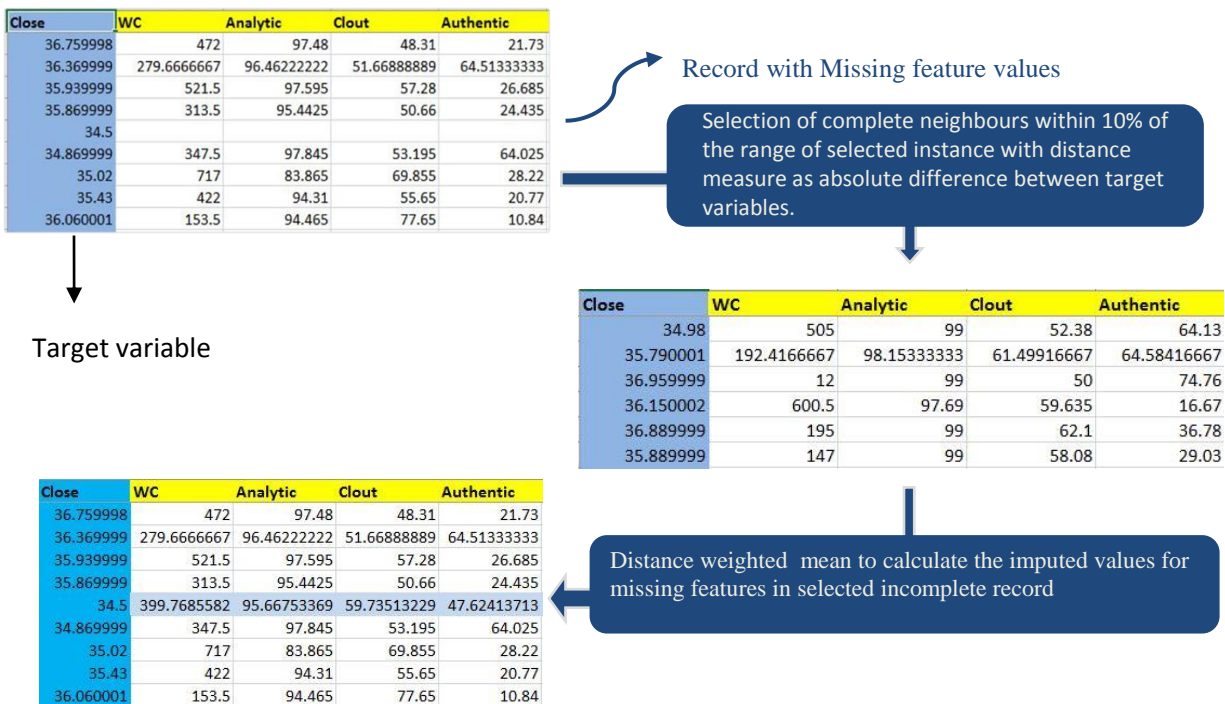 Close WC Analytic Clout Authentic
36.759998 472 97.48 48.31 21.73
36.369999 279.6666667 96.46222222 51.66888889 64.51333333
35.939999 521.5 97.595 57.28 26.685
35.869999 313.5 95.4425 50.66 24.435
34.5
34.869999 347.5 97.845 53.195 64.025
35.02 717 83.865 69.855 28.22
35.43 422 94.31 55.65 20.77
36.060001 153.5 94.465 77.65 10.84
Record with Missing feature values
Selection of complete neighbours within 10% of
the range of selected instance with distance
measure as absolute difference between target
variables.
Target variable
Close WC Analytic Clout Authentic
34.98 505 99 52.38 64.13
35.790001 192.4166667 98.15333333 61.49916667 64.58416667
36.959999 12 99 50 74.76
36.150002 600.5 97.69 59.635 16.67
36.889999 195 99 62.1 36.78
35.889999 147 99 58.08 29.03
Distance weighted mean to calculate the imputed values for
missing features in selected incomplete record
Close WC Analytic Clout Authentic
36.759998 472 97.48 48.31 21.73
36.369999 279.6666667 96.46222222 51.66888889 64.51333333
35.939999 521.5 97.595 57.28 26.685
35.869999 313.5 95.4425 50.66 24.435
34.5 399.7685582 95.66753369 59.73513229 47.62413713
34.869999 347.5 97.845 53.195 64.025
35.02 717 83.865 69.855 28.22
35.43 422 94.31 55.65 20.77
36.060001 153.5 94.465 77.65 10.84